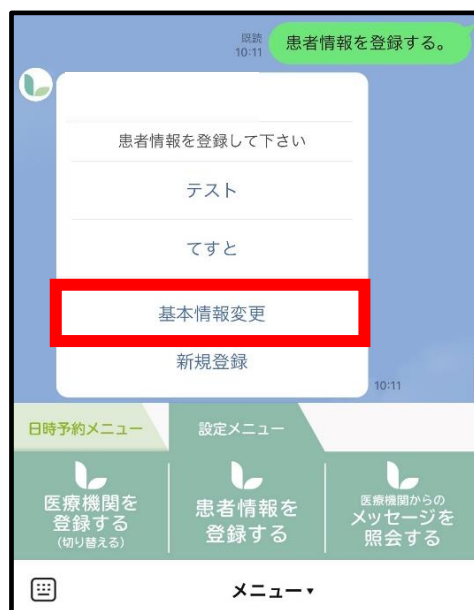 既読
10:11
患者情報を登録する。
患者情報を登録して下さい
テスト
てすと
基本情報変更
新規登録
10:11
日時予約メニュー
設定メニュー
医療機関を
登録する
(切り替える)
患者情報を
登録する
医療機関からの
メッセージを
照会する
メニュー▾